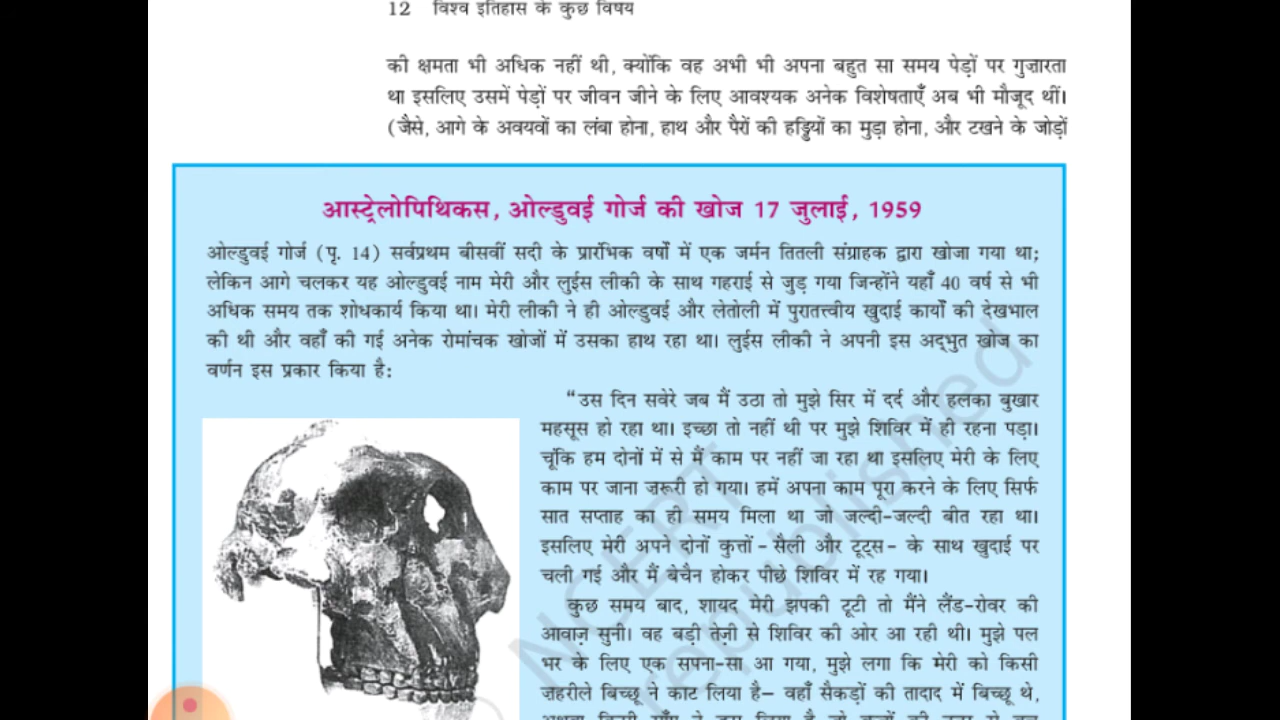 12 विश्व इतिहास के कुछ विषय
की क्षमता भी अधिक नहीं थी, क्योंकि वह अभी भी अपना बहुत सा समय पेड़ों पर गुज़ारता
था इसलिए उसमें पेड़ों पर जीवन जीने के लिए आवश्यक अनेक विशेषताएँ अब भी मौजूद थीं।
(जैसे, आगे के अवयवों का लंबा होना, हाथ और पैरों की हड्डियों का मुड़ा होना, और टखने के जोड़ों
आस्ट्रेलोपिथिकस, ओल्डुवई गोर्ज की खोज 17 जुलाई, 1959
ओल्डुवई गोर्ज (पृ. 14) सर्वप्रथम बीसवीं सदी के प्रारंभिक वर्षों में एक जर्मन तितली संग्राहक द्वारा खोजा गया था;
लेकिन आगे चलकर यह ओल्डुवई नाम मेरी और लुईस लीकी के साथ गहराई से जुड़ गया जिन्होंने यहाँ 40 वर्ष से भी
अधिक समय तक शोधकार्य किया था। मेरी लीकी ने ही ओल्डुवई और लेतोली में पुरातत्त्वीय खुदाई कार्यों की देखभाल
की थी और वहाँ की गई अनेक रोमांचक खोजों में उसका हाथ रहा था। लुईस लीकी ने अपनी इस अद्भुत खोज का
वर्णन इस प्रकार किया है:
“उस दिन सवेरे जब मैं उठा तो मुझे सिर में दर्द और हलका बुखार
महसूस हो रहा था। इच्छा तो नहीं थी पर मुझे शिविर में ही रहना पड़ा।
चूंकि हम दोनों में से मैं काम पर नहीं जा रहा था इसलिए मेरी के लिए
काम पर जाना ज़रूरी हो गया। हमें अपना काम पूरा करने के लिए सिर्फ
सात सप्ताह का ही समय मिला था जो जल्दी-जल्दी बीत रहा था।
इसलिए मेरी अपने दोनों कुत्तों - सैली और टूट्स- के साथ खुदाई पर
चली गई और मैं बेचैन होकर पीछे शिविर में रह गया।
कुछ समय बाद, शायद मेरी झपकी टूटी तो मैंने लैंड-रोवर की
आवाज़ सुनी। वह बड़ी तेज़ी से शिविर की ओर आ रही थी। मुझे पल
भर के लिए एक सपना-सा आ गया, मुझे लगा कि मेरी को किसी
ज़हरीले बिच्छू ने काट लिया है— वहाँ सैकड़ों की तादाद में बिच्छू थे,
© NCERT
republished